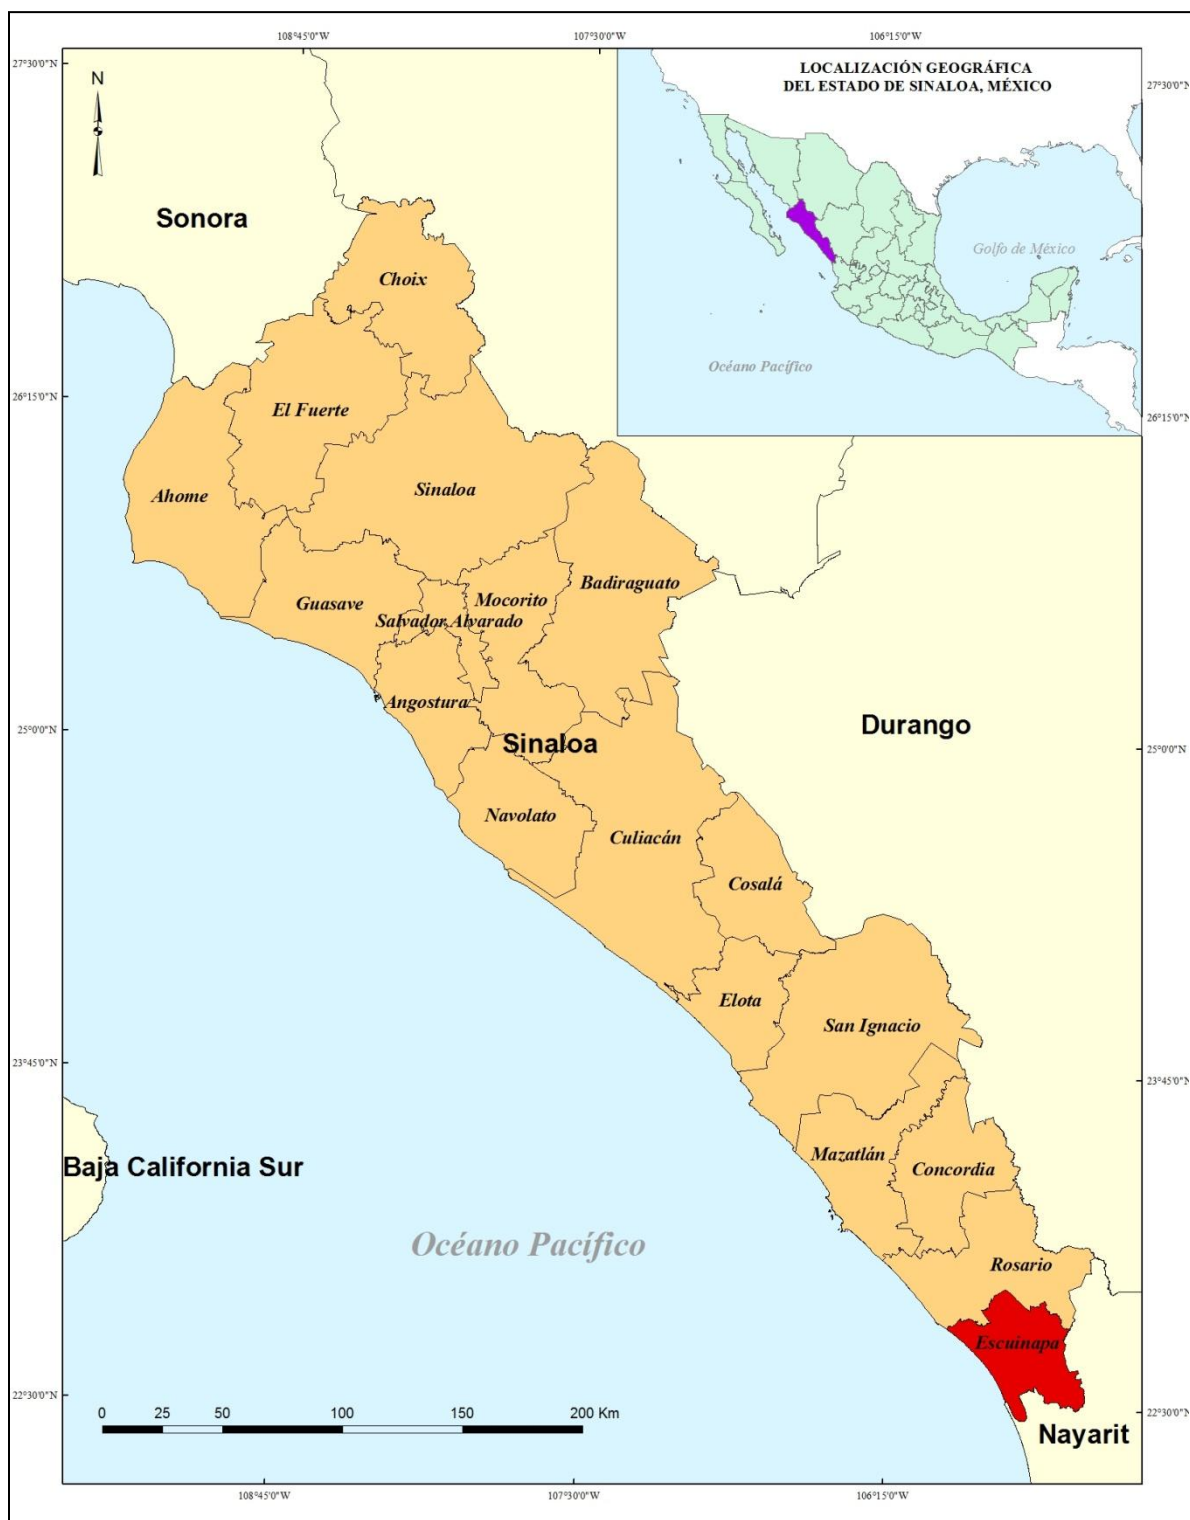 108°45'0"W
107°30'0"W
106°15'0"W
27°30'0"N
27°30'0"N
N
LOCALIZACIÓN GEOGRÁFICA
DEL ESTADO DE SINALOA, MÉXICO
Golfo de México
Océano Pacífico
Sonora
Choix
26°15'0"N
26°15'0"N
El Fuerte
Ahome
Sinaloa
Badiraguato
Guasave
Mocorito
Salvador Alvarado
Angostura
25°0'0"N
25°0'0"N
Sinaloa
Durango
Navolato
Culiacán
Cosalá
Elota
San Ignacio
23°45'0"N
23°45'0"N
Mazatlán
Concordia
Baja California Sur
Océano Pacífico
Rosario
Escuinapa
22°30'0"N
22°30'0"N
0 25 50 100 150 200 Km
Nayarit
108°45'0"W
107°30'0"W
106°15'0"W